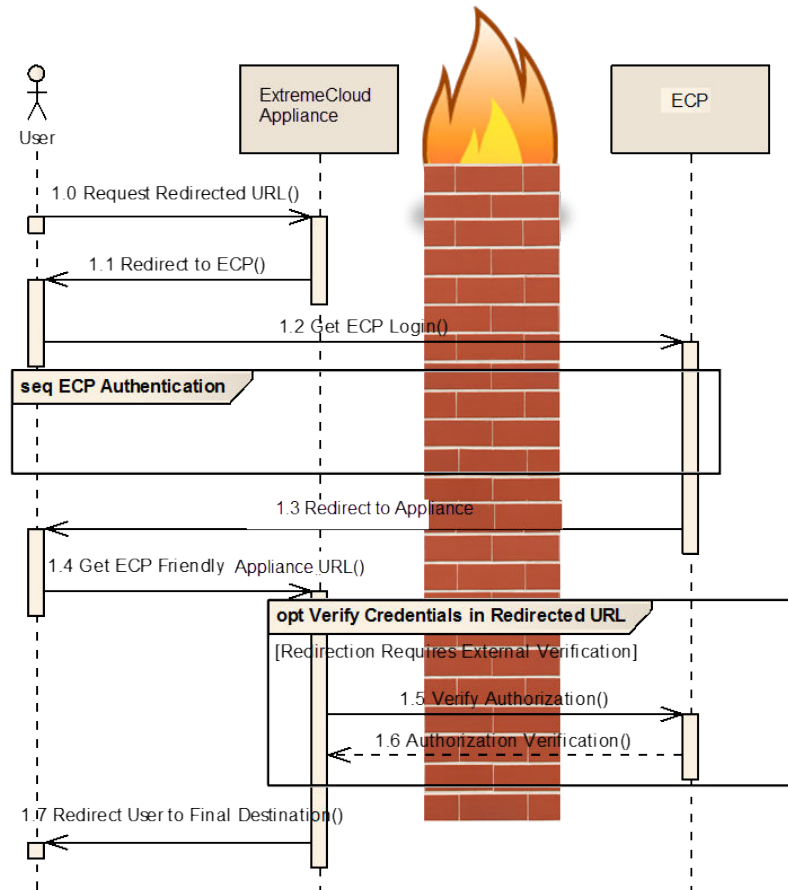 User
ExtremeCloud
Appliance
ECP
1.0 Request Redirected URL()
1.1 Redirect to ECP()
1.2 Get ECP Login()
seq ECP Authentication
1.3 Redirect to Appliance
1.4 Get ECP Friendly Appliance URL()
opt Verify Credentials in Redirected URL
[Redirection Requires External Verification]
1.5 Verify Authorization()
1.6 Authorization Verification()
1.7 Redirect User to Final Destination()